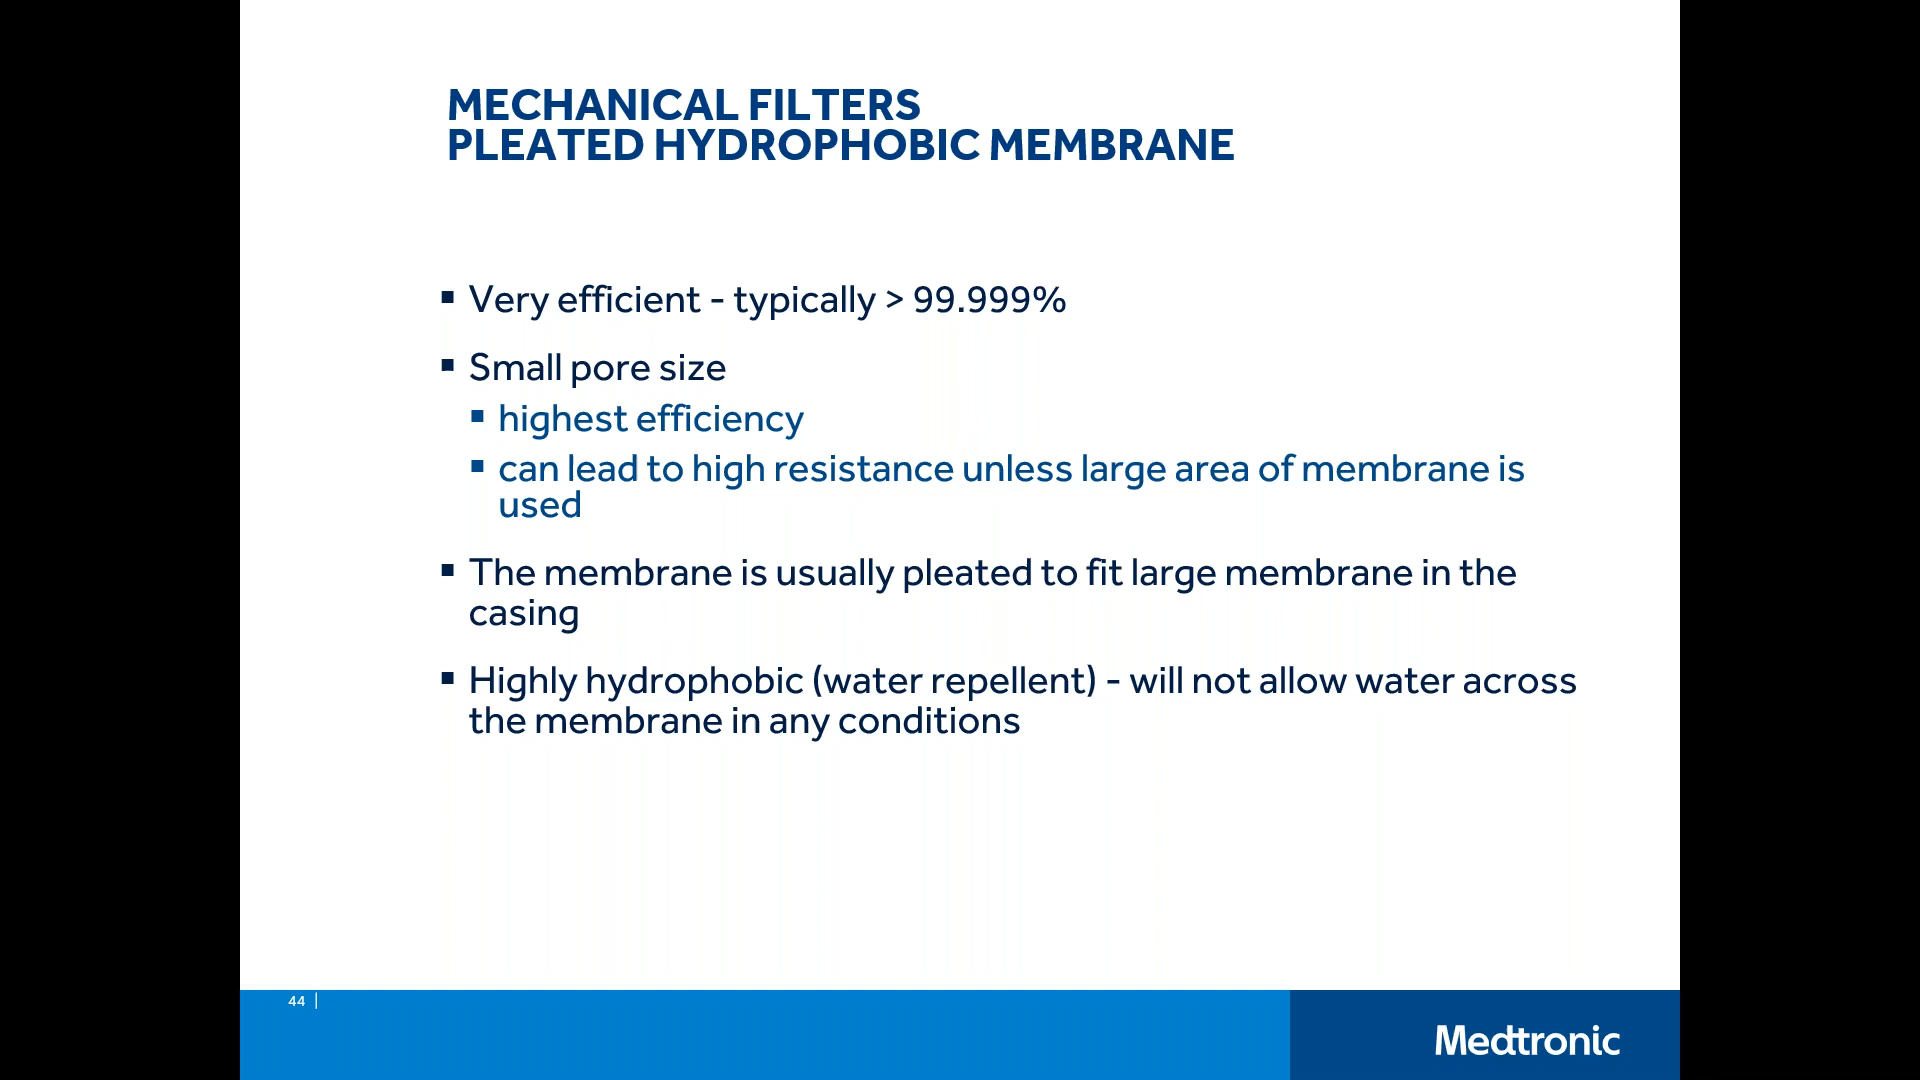 MECHANICAL FILTERS
PLEATED HYDROPHOBIC MEMBRANE
▪ Very efficient - typically > 99.999%
▪ Small pore size
▪ highest efficiency
▪ can lead to high resistance unless large area of membrane is
used
▪ The membrane is usually pleated to fit large membrane in the
casing
▪ Highly hydrophobic (water repellent) - will not allow water across
the membrane in any conditions
44 |
Medtronic